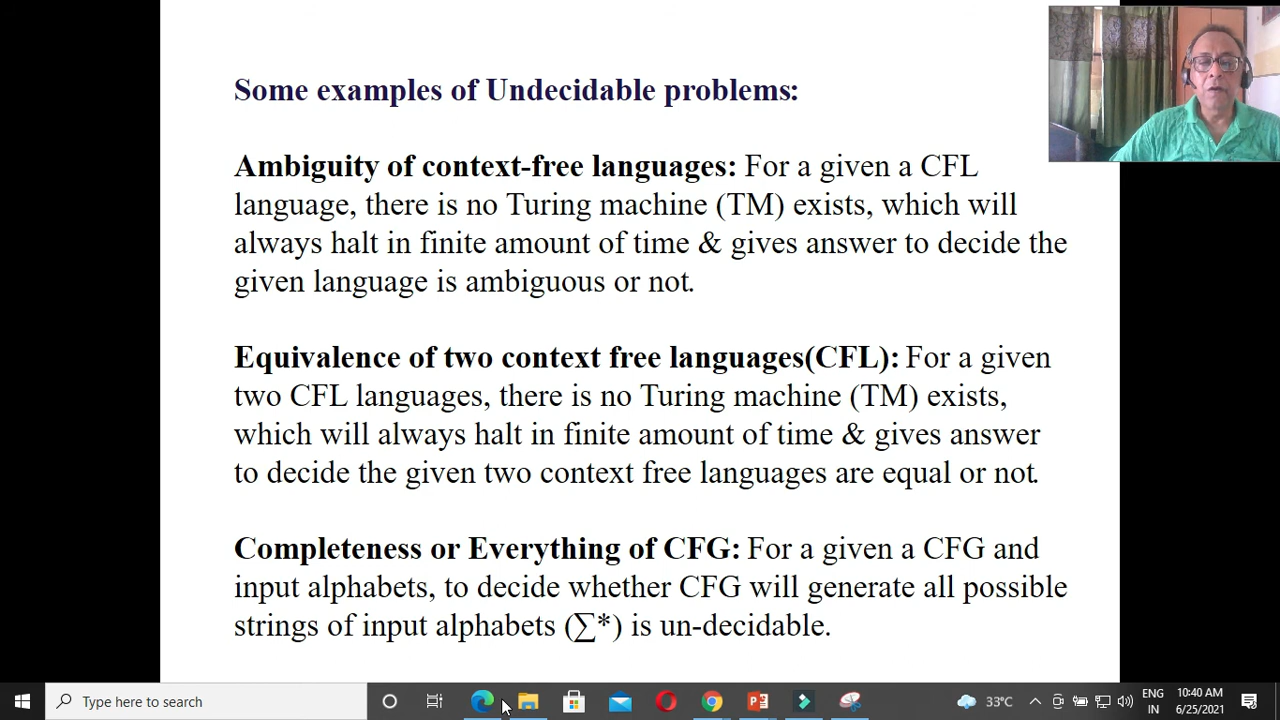 Some examples of Undecidable problems:
Ambiguity of context-free languages: For a given a CFL
language, there is no Turing machine (TM) exists, which will
always halt in finite amount of time & gives answer to decide the
given language is ambiguous or not.
Equivalence of two context free languages(CFL): For a given
two CFL languages, there is no Turing machine (TM) exists,
which will always halt in finite amount of time & gives answer
to decide the given two context free languages are equal or not.
Completeness or Everything of CFG: For a given a CFG and
input alphabets, to decide whether CFG will generate all possible
strings of input alphabets (∑*) is un-decidable.
Type here to search
33°C
ENG
IN
10:40 AM
6/25/2021